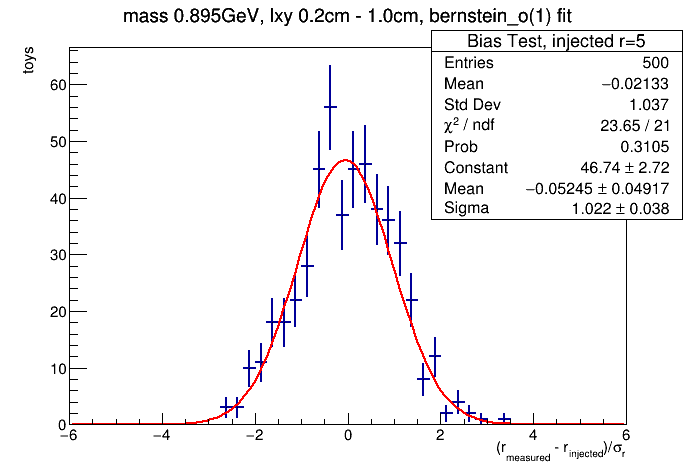 mass 0.895GeV, lxy 0.2cm - 1.0cm, bernstein_o(1) fit
Bias Test, injected r=5
Entries 500
Mean −0.02133
Std Dev 1.037
χ² / ndf 23.65 / 21
Prob 0.3105
Constant 46.74 ± 2.72
Mean −0.05245 ± 0.04917
Sigma 1.022 ± 0.038
toys
60
50
40
30
20
10
0
−6 −4 −2 0 2 4 6
(r_measured - r_injected)/σ_r